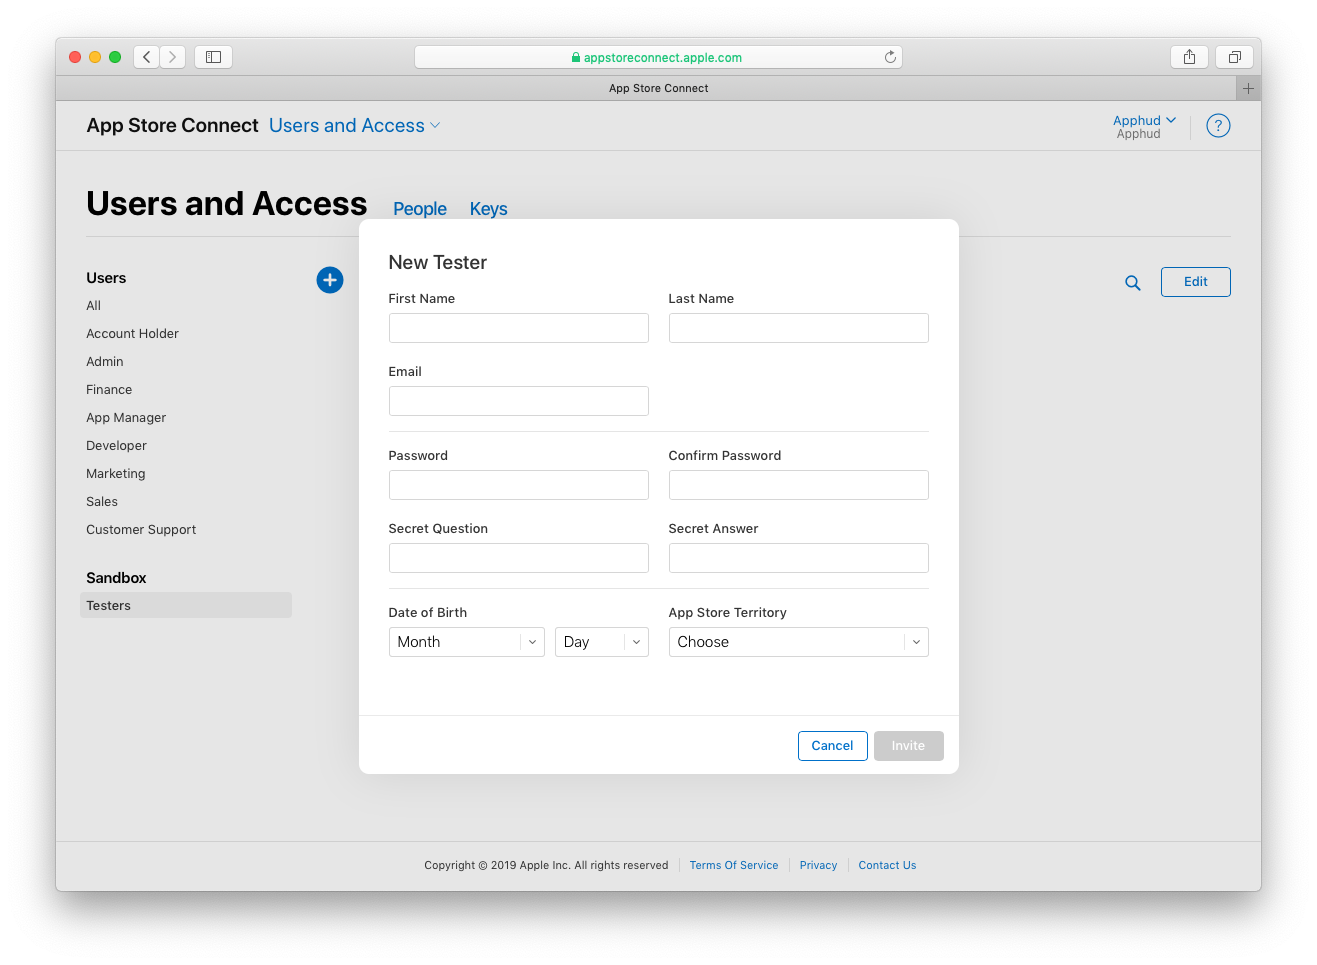 appstoreconnect.apple.com
App Store Connect
App Store Connect Users and Access
Apphud
Apphud
?
Users and Access People Keys
Users
All
Account Holder
Admin
Finance
App Manager
Developer
Marketing
Sales
Customer Support
Sandbox
Testers
Edit
New Tester
First Name Last Name
Email
Password Confirm Password
Secret Question Secret Answer
Date of Birth App Store Territory
Month Day Choose
Cancel Invite
Copyright © 2019 Apple Inc. All rights reserved Terms Of Service Privacy Contact Us